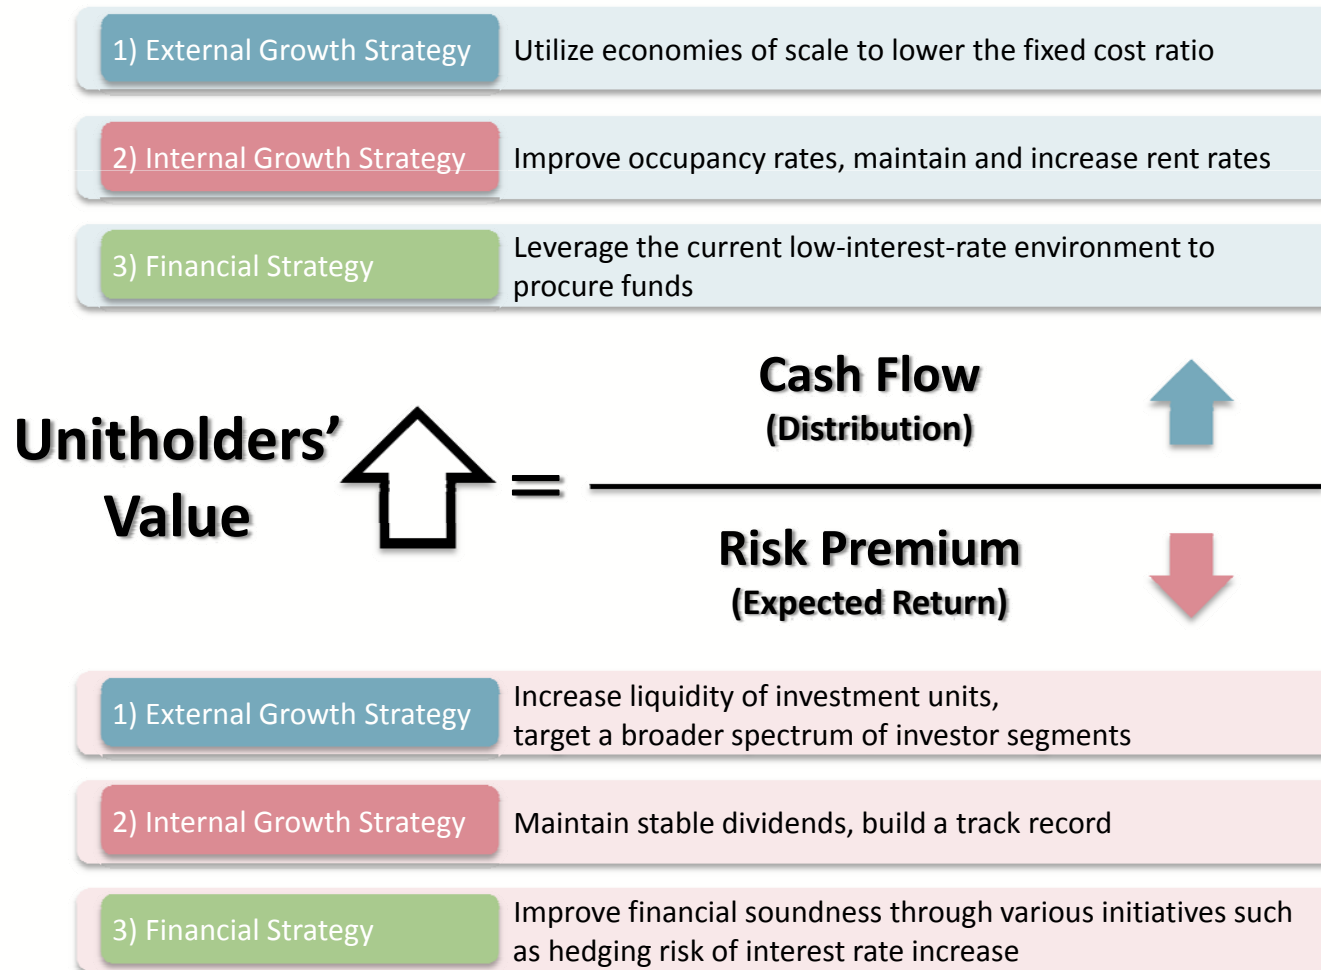 1) External Growth Strategy
Utilize economies of scale to lower the fixed cost ratio
2) Internal Growth Strategy
Improve occupancy rates, maintain and increase rent rates
3) Financial Strategy
Leverage the current low-interest-rate environment to
procure funds
Unitholders’
Value
=
Cash Flow
(Distribution)
Risk Premium
(Expected Return)
1) External Growth Strategy
Increase liquidity of investment units,
target a broader spectrum of investor segments
2) Internal Growth Strategy
Maintain stable dividends, build a track record
3) Financial Strategy
Improve financial soundness through various initiatives such
as hedging risk of interest rate increase